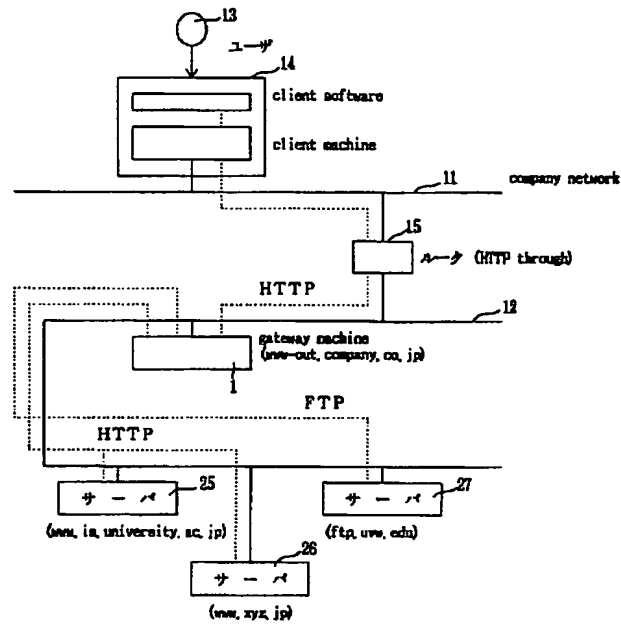 13
ユーザ
14
client software
client machine
11
company network
15
ルータ (HTTP through)
HTTP
12
gateway machine
(www-out, company, co, jp)
1
FTP
HTTP
サーバ
25
サーバ
27
(www, is, university, ac, jp)
(ftp, uvw, edu)
26
サーバ
(www, xyz, jp)